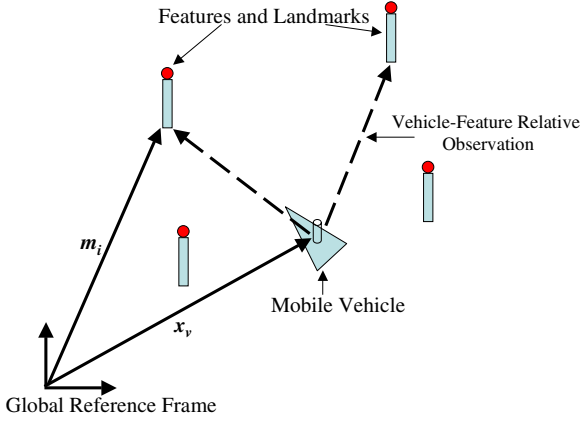 Features and Landmarks
Vehicle-Feature Relative
Observation
m_i
Mobile Vehicle
x_v
Global Reference Frame